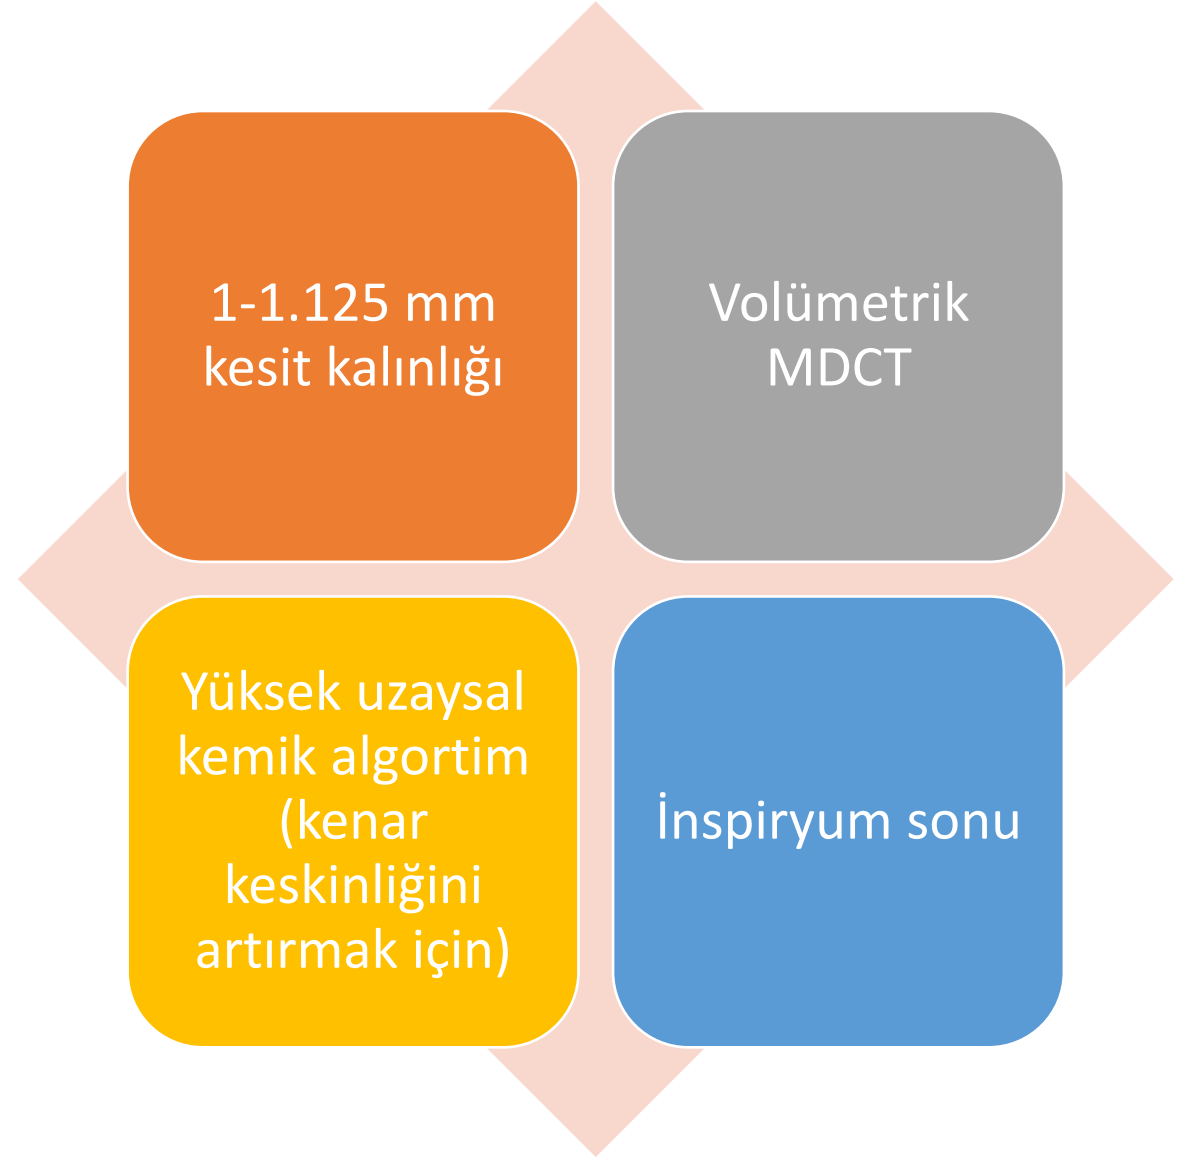 1-1.125 mm
kesit kalınlığı
Volümetrik
MDCT
Yüksek uzaysal
kemik algortim
(kenar
keskinliğini
artırmak için)
İnspiryum sonu